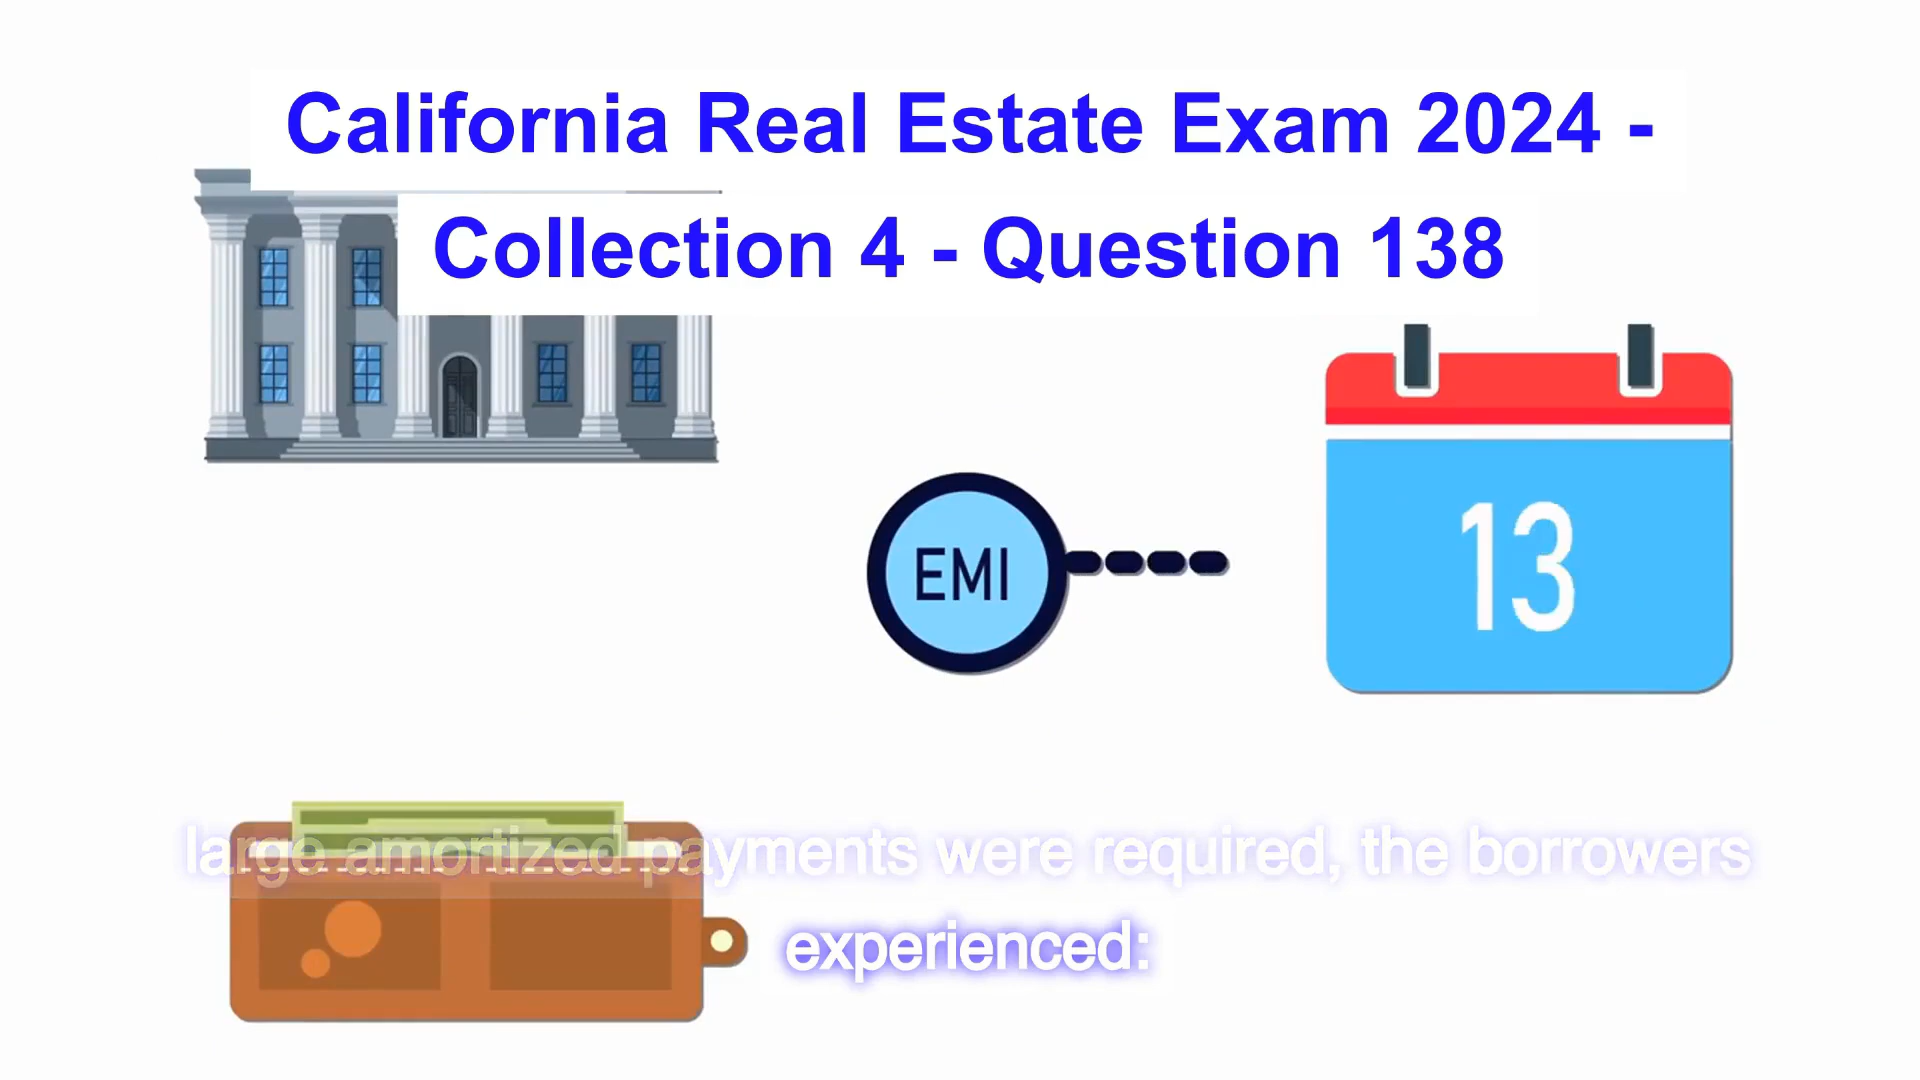 California Real Estate Exam 2024 -
Collection 4 - Question 138
EMI
13
large amortized payments were required, the borrowers
experienced: